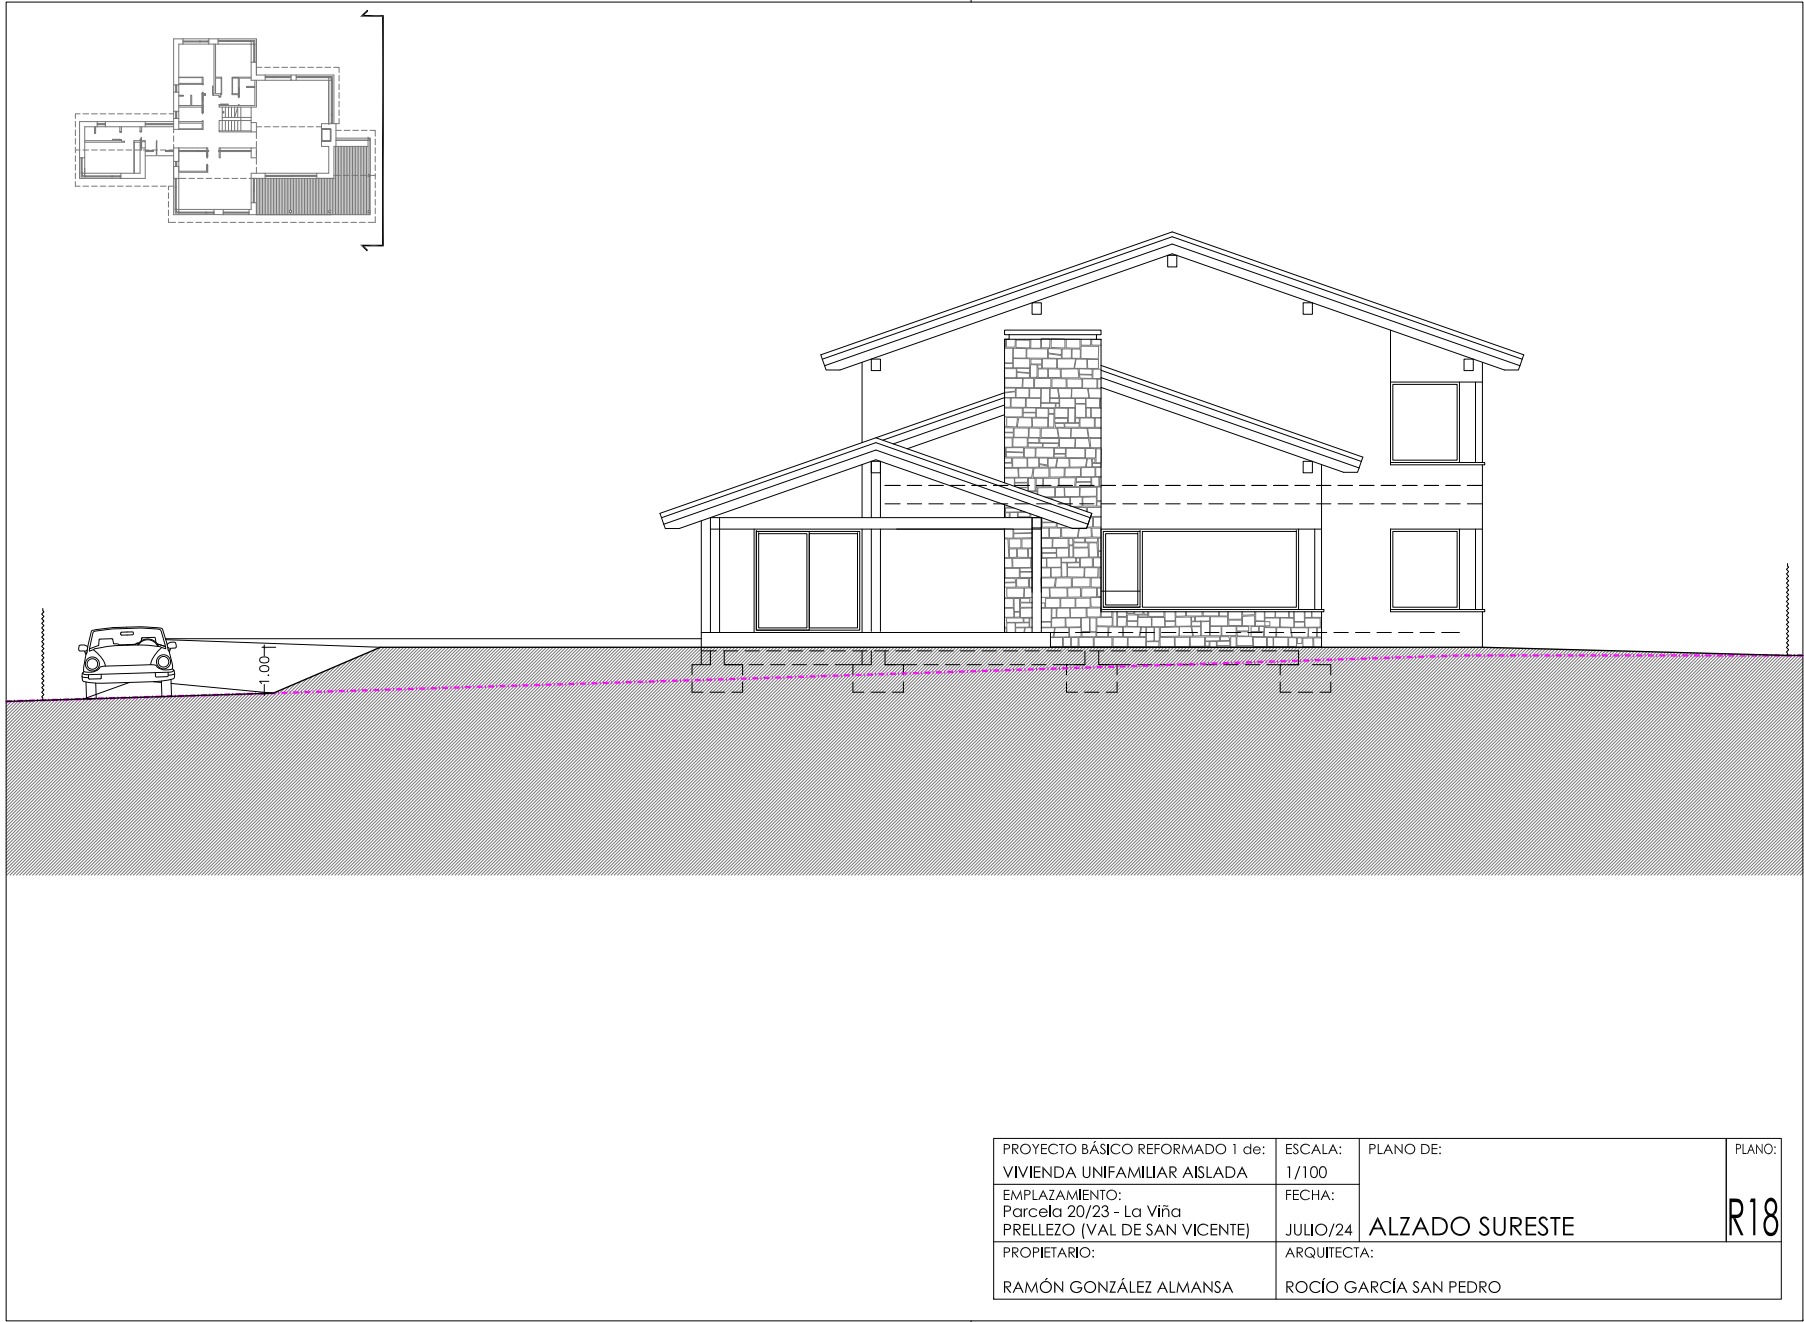 1.00
PROYECTO BÁSICO REFORMADO 1 de:
VIVIENDA UNIFAMILIAR AISLADA
ESCALA:
1/100
PLANO DE:
ALZADO SURESTE
PLANO:
R18
EMPLAZAMIENTO:
Parcela 20/23 - La Viña
PRELLEZO (VAL DE SAN VICENTE)
FECHA:
JULIO/24
PROPIETARIO:
RAMÓN GONZÁLEZ ALMANSA
ARQUITECTA:
ROCÍO GARCÍA SAN PEDRO